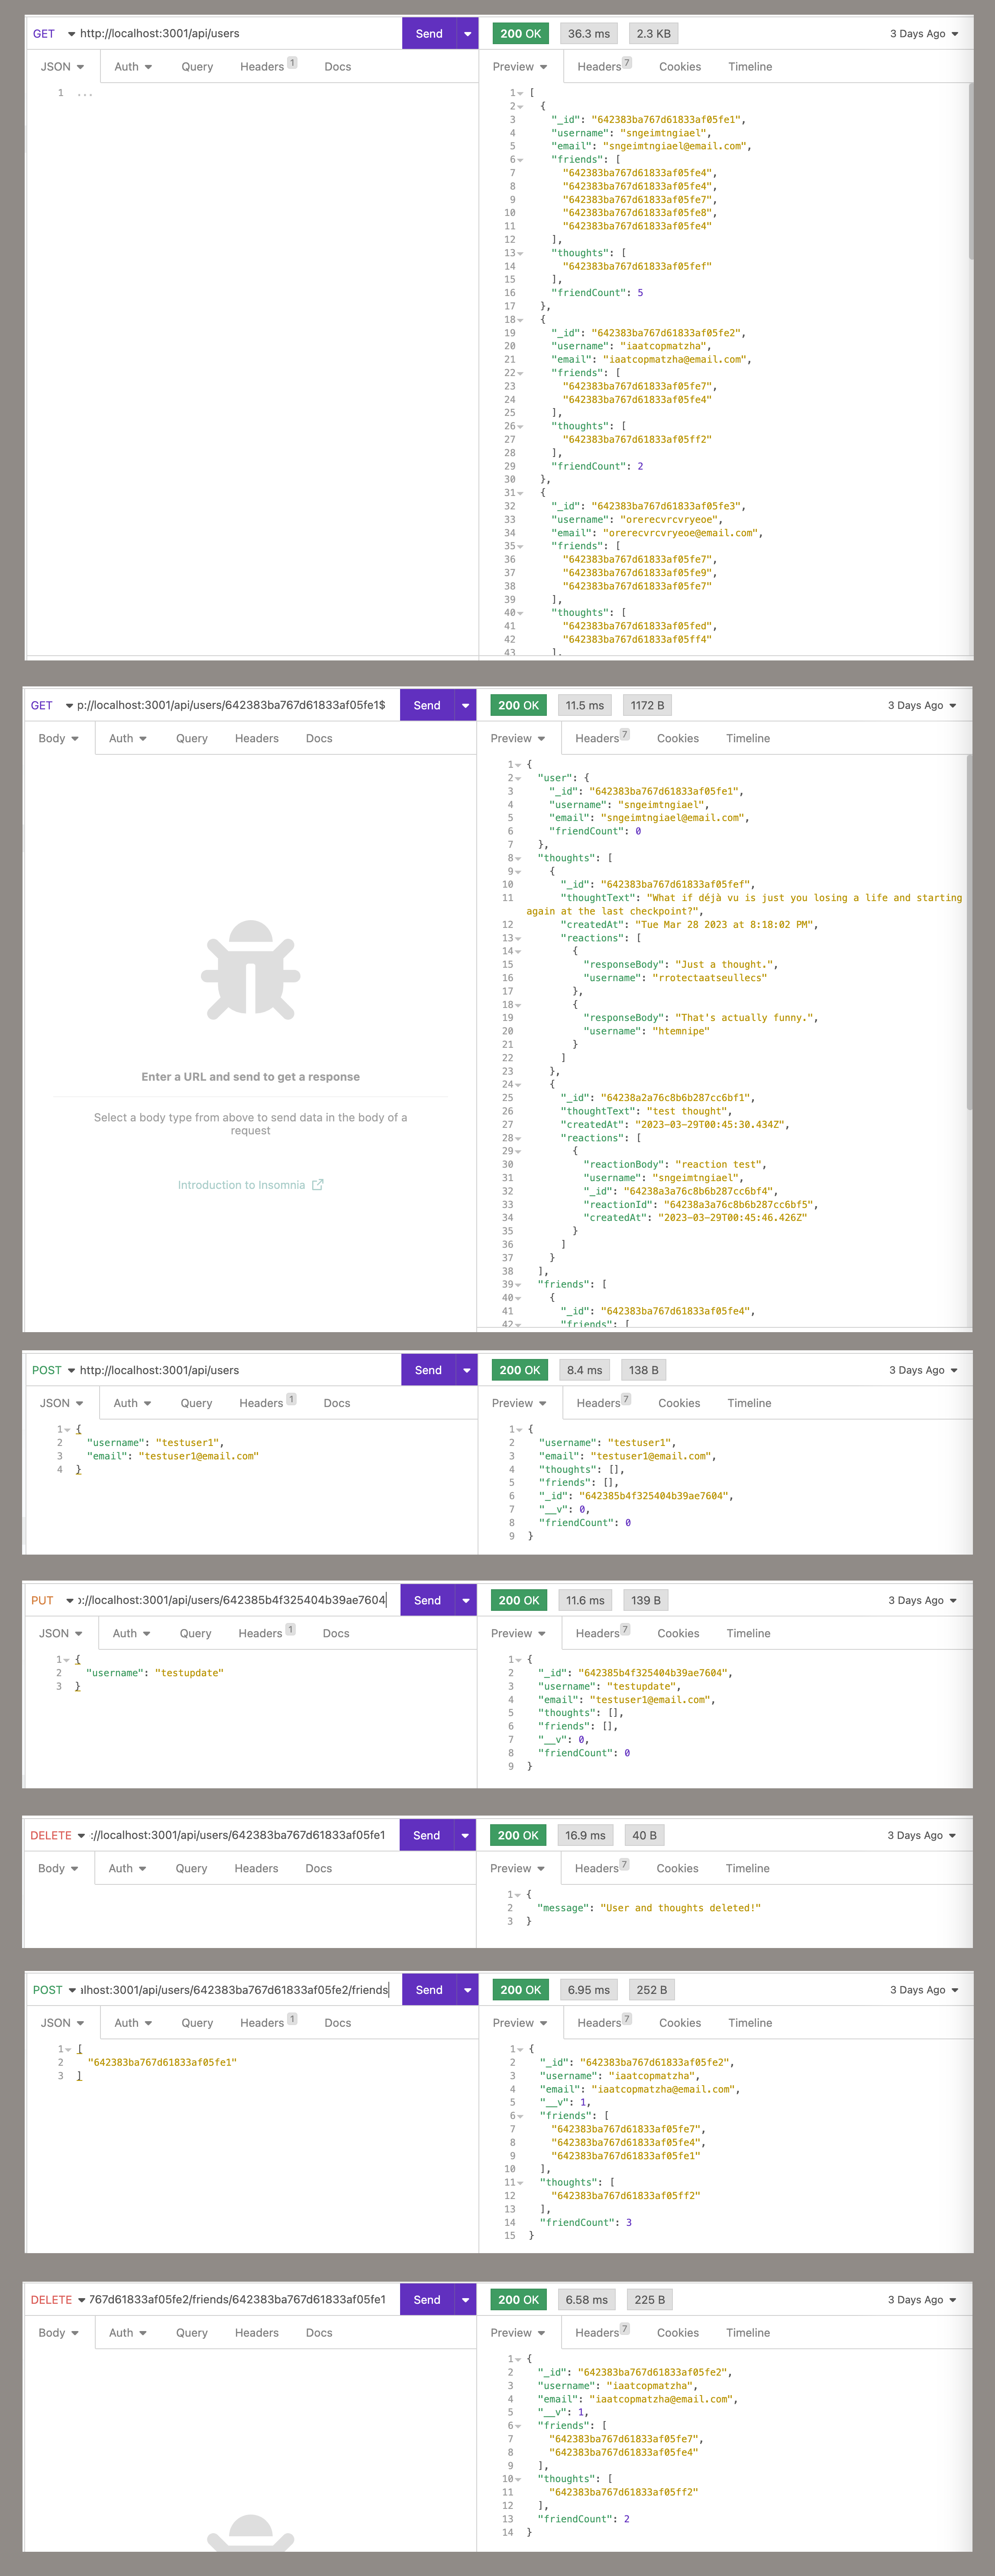 GET http://localhost:3001/api/users Send 200 OK 36.3 ms 2.3 KB 3 Days Ago
JSON Auth Query Headers 1 Docs Preview Headers 7 Cookies Timeline
1 ...
1 [
2 {
3 "_id": "642383ba767d61833af05fe1",
4 "username": "sngeimtngiael",
5 "email": "sngeimtngiael@email.com",
6 "friends": [
7 "642383ba767d61833af05fe4",
8 "642383ba767d61833af05fe4",
9 "642383ba767d61833af05fe7",
10 "642383ba767d61833af05fe8",
11 "642383ba767d61833af05fe4"
12 ],
13 "thoughts": [
14 "642383ba767d61833af05fef"
15 ],
16 "friendCount": 5
17 },
18 {
19 "_id": "642383ba767d61833af05fe2",
20 "username": "iaatcopmatzha",
21 "email": "iaatcopmatzha@email.com",
22 "friends": [
23 "642383ba767d61833af05fe7",
24 "642383ba767d61833af05fe4"
25 ],
26 "thoughts": [
27 "642383ba767d61833af05ff2"
28 ],
29 "friendCount": 2
30 },
31 {
32 "_id": "642383ba767d61833af05fe3",
33 "username": "orerecvrcvryeoe",
34 "email": "orerecvrcvryeoe@email.com",
35 "friends": [
36 "642383ba767d61833af05fe7",
37 "642383ba767d61833af05fe9",
38 "642383ba767d61833af05fe7"
39 ],
40 "thoughts": [
41 "642383ba767d61833af05fed",
42 "642383ba767d61833af05ff4"
43 ],
GET p://localhost:3001/api/users/642383ba767d61833af05fe1$ Send 200 OK 11.5 ms 1172 B 3 Days Ago
Body Auth Query Headers Docs Preview Headers 7 Cookies Timeline
Enter a URL and send to get a response
Select a body type from above to send data in the body of a
request
Introduction to Insomnia
1 {
2 "user": {
3 "_id": "642383ba767d61833af05fe1",
4 "username": "sngeimtngiael",
5 "email": "sngeimtngiael@email.com",
6 "friendCount": 0
7 },
8 "thoughts": [
9 {
10 "_id": "642383ba767d61833af05fef",
11 "thoughtText": "What if déjà vu is just you losing a life and starting
again at the last checkpoint?",
12 "createdAt": "Tue Mar 28 2023 at 8:18:02 PM",
13 "reactions": [
14 {
15 "responseBody": "Just a thought.",
16 "username": "rrotectaatseullecs"
17 },
18 {
19 "responseBody": "That's actually funny.",
20 "username": "htemnipe"
21 }
22 ]
23 },
24 {
25 "_id": "64238a2a76c8b6b287cc6bf1",
26 "thoughtText": "test thought",
27 "createdAt": "2023-03-29T00:45:30.434Z",
28 "reactions": [
29 {
30 "reactionBody": "reaction test",
31 "username": "sngeimtngiael",
32 "_id": "64238a3a76c8b6b287cc6bf4",
33 "reactionId": "64238a3a76c8b6b287cc6bf5",
34 "createdAt": "2023-03-29T00:45:46.426Z"
35 }
36 ]
37 }
38 ],
39 "friends": [
40 {
41 "_id": "642383ba767d61833af05fe4",
42 "friends": [
POST http://localhost:3001/api/users Send 200 OK 8.4 ms 138 B 3 Days Ago
JSON Auth Query Headers 1 Docs Preview Headers 7 Cookies Timeline
1 {
2 "username": "testuser1",
3 "email": "testuser1@email.com"
4 }
1 {
2 "username": "testuser1",
3 "email": "testuser1@email.com",
4 "thoughts": [],
5 "friends": [],
6 "_id": "642385b4f325404b39ae7604",
7 "__v": 0,
8 "friendCount": 0
9 }
PUT ://localhost:3001/api/users/642385b4f325404b39ae7604 Send 200 OK 11.6 ms 139 B 3 Days Ago
JSON Auth Query Headers 1 Docs Preview Headers 7 Cookies Timeline
1 {
2 "username": "testupdate"
3 }
1 {
2 "_id": "642385b4f325404b39ae7604",
3 "username": "testupdate",
4 "email": "testuser1@email.com",
5 "thoughts": [],
6 "friends": [],
7 "__v": 0,
8 "friendCount": 0
9 }
DELETE ://localhost:3001/api/users/642383ba767d61833af05fe1 Send 200 OK 16.9 ms 40 B 3 Days Ago
Body Auth Query Headers Docs Preview Headers 7 Cookies Timeline
1 {
2 "message": "User and thoughts deleted!"
3 }
POST lhost:3001/api/users/642383ba767d61833af05fe2/friends Send 200 OK 6.95 ms 252 B 3 Days Ago
JSON Auth Query Headers 1 Docs Preview Headers 7 Cookies Timeline
1 [
2 "642383ba767d61833af05fe1"
3 ]
1 {
2 "_id": "642383ba767d61833af05fe2",
3 "username": "iaatcopmatzha",
4 "email": "iaatcopmatzha@email.com",
5 "__v": 1,
6 "friends": [
7 "642383ba767d61833af05fe7",
8 "642383ba767d61833af05fe4",
9 "642383ba767d61833af05fe1"
10 ],
11 "thoughts": [
12 "642383ba767d61833af05ff2"
13 ],
14 "friendCount": 3
15 }
DELETE 767d61833af05fe2/friends/642383ba767d61833af05fe1 Send 200 OK 6.58 ms 225 B 3 Days Ago
Body Auth Query Headers Docs Preview Headers 7 Cookies Timeline
1 {
2 "_id": "642383ba767d61833af05fe2",
3 "username": "iaatcopmatzha",
4 "email": "iaatcopmatzha@email.com",
5 "__v": 1,
6 "friends": [
7 "642383ba767d61833af05fe7",
8 "642383ba767d61833af05fe4"
9 ],
10 "thoughts": [
11 "642383ba767d61833af05ff2"
12 ],
13 "friendCount": 2
14 }